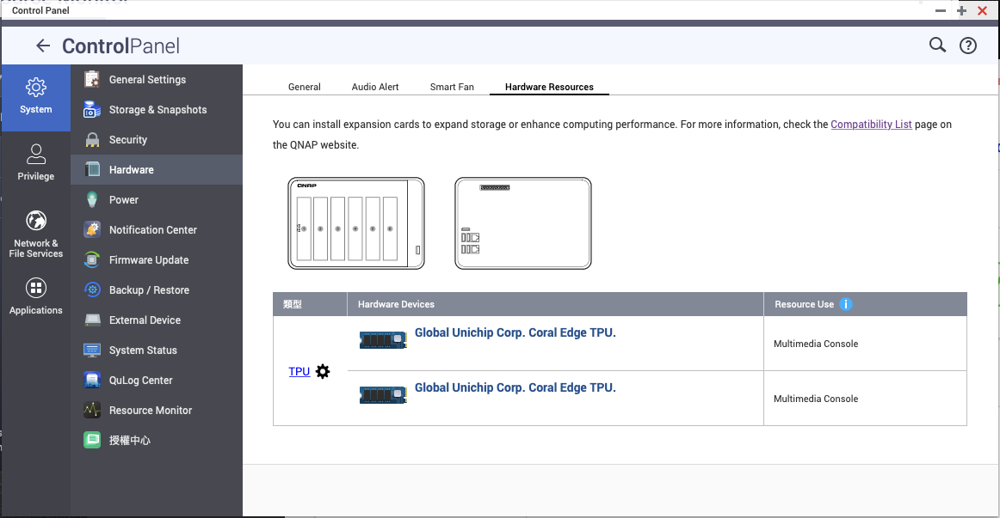 Control Panel
ControlPanel
System
Privilege
Network &
File Services
Applications
General Settings
Storage & Snapshots
Security
Hardware
Power
Notification Center
Firmware Update
Backup / Restore
External Device
System Status
QuLog Center
Resource Monitor
授權中心
General Audio Alert Smart Fan Hardware Resources
You can install expansion cards to expand storage or enhance computing performance. For more information, check the Compatibility List page on
the QNAP website.
QNAP
類型 Hardware Devices Resource Use
TPU
Global Unichip Corp. Coral Edge TPU.
Multimedia Console
Global Unichip Corp. Coral Edge TPU.
Multimedia Console